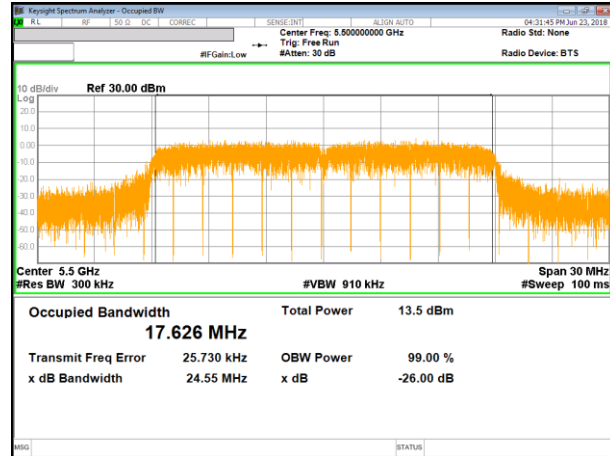 Keysight Spectrum Analyzer - Occupied BW
RL RF 50 Ω DC CORREC SENSE:INT ALIGN AUTO 04:31:45 PM Jun 23, 2018
Center Freq: 5.500000000 GHz Radio Std: None
Trig: Free Run
#IFGain:Low #Atten: 30 dB Radio Device: BTS
10 dB/div Ref 30.00 dBm
Log
20.0
10.0
0.00
-10.0
-20.0
-30.0
-40.0
-50.0
-60.0
Center 5.5 GHz Span 30 MHz
#Res BW 300 kHz #VBW 910 kHz #Sweep 100 ms
Occupied Bandwidth Total Power 13.5 dBm
17.626 MHz
Transmit Freq Error 25.730 kHz OBW Power 99.00 %
x dB Bandwidth 24.55 MHz x dB -26.00 dB
MSG STATUS